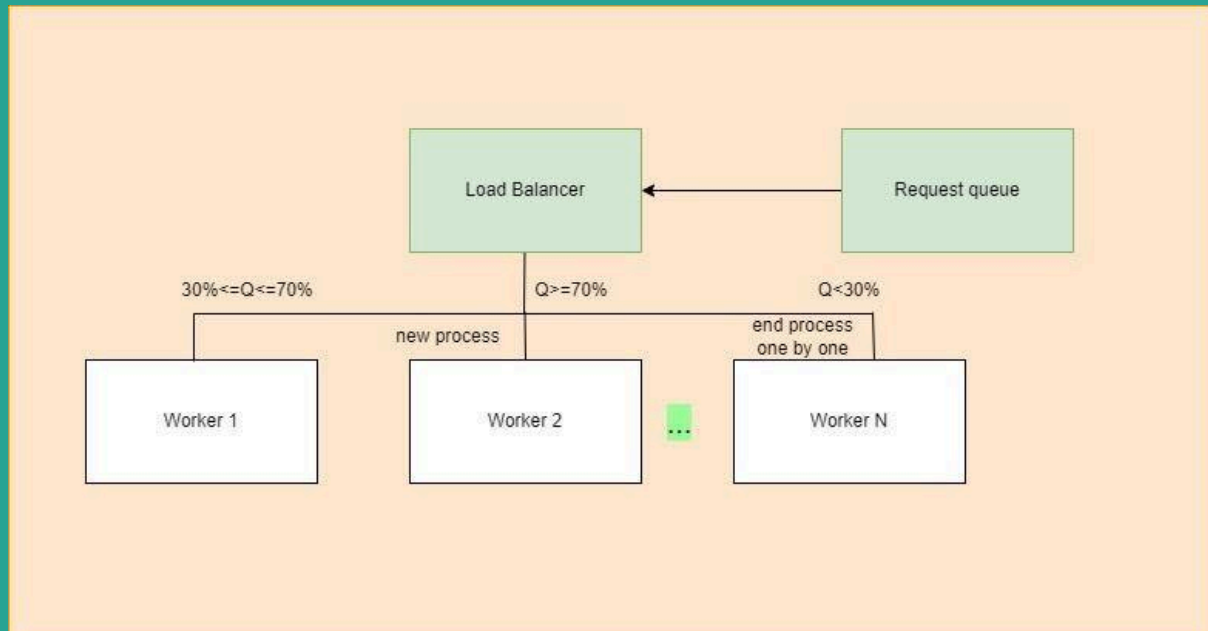 Load Balancer
Request queue
30%<=Q<=70%
Q>=70%
Q<30%
new process
end process
one by one
Worker 1
Worker 2
...
Worker N